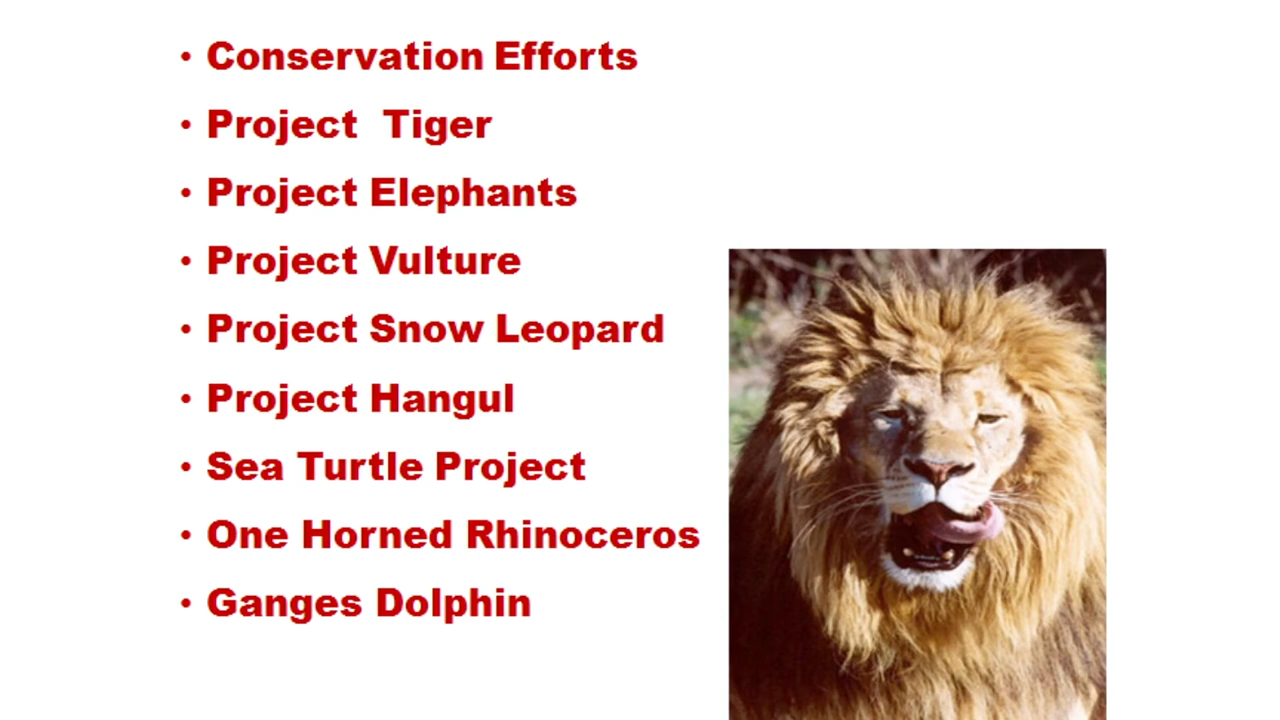 • Conservation Efforts
• Project  Tiger
• Project Elephants
• Project Vulture
• Project Snow Leopard
• Project Hangul
• Sea Turtle Project
• One Horned Rhinoceros
• Ganges Dolphin